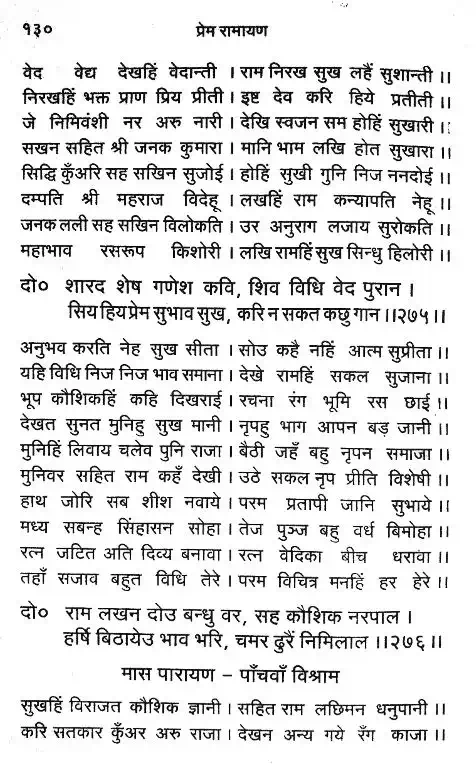 १३० प्रेम रामायण
वेद वेद्य देखहिं वेदान्ती । राम निरख सुख लहैं सुशान्ती ।।
निरखहिं भक्त प्राण प्रिय प्रीती । इष्ट देव करि हिये प्रतीती ।।
जे निमिवंशी नर अरु नारी । देखि स्वजन सम होहिं सुखारी ।।
सखन सहित श्री जनक कुमारा । मानि भाम लखि होत सुखारा ।।
सिद्धि कुँअरि सह सखिन सुजोई । होहिं सुखी गुनि निज ननदोई ।।
दम्पति श्री महराज विदेहू । लखहिं राम कन्यापति नेहू ।।
जनक लली सह सखिन विलोकति । उर अनुराग लजाय सुरोकति ।।
महाभाव रसरूप किशोरी । लखि रामहिं सुख सिन्धु हिलोरी ।।
दो० शारद शेष गणेश कवि, शिव विधि वेद पुरान ।
सिय हिय प्रेम सुभाव सुख, करि न सकत कछु गान ।।२७५।।
अनुभव करति नेह सुख सीता । सोउ कहै नहिं आत्म सुप्रीता ।।
यहि विधि निज निज भाव समाना । देखे रामहिं सकल सुजाना ।।
भूप कौशिकहिं कहि दिखराई । रचना रंग भूमि रस छाई ।।
देखत सुनत मुनिहु सुख मानी । नृपहु भाग आपन बड़ जानी ।।
मुनिहिं लिवाय चलेव पुनि राजा । बैठी जहँ बहु नृपन समाजा ।।
मुनिवर सहित राम कहँ देखी । उठे सकल नृप प्रीति विशेषी ।।
हाथ जोरि सब शीश नवाये । परम प्रतापी जानि सुभाये ।।
मध्य सबन्ह सिंहासन सोहा । तेज पुञ्ज बहु वर्ध बिमोहा ।।
रत्न जटित अति दिव्य बनावा । रत्न वेदिका बीच धरावा ।।
तहाँ सजाव बहुत विधि तेरे । परम विचित्र मनहिं हर हेरे ।।
दो० राम लखन दोउ बन्धु वर, सह कौशिक नरपाल ।
हर्षि बिठायेउ भाव भरि, चमर ढुरैं निमिलाल ।।२७६।।
मास पारायण – पाँचवाँ विश्राम
सुखहिं विराजत कौशिक ज्ञानी । सहित राम लछिमन धनुपानी ।।
करि सतकार कुँअर अरु राजा । देखन अन्य गये रँग काजा ।।